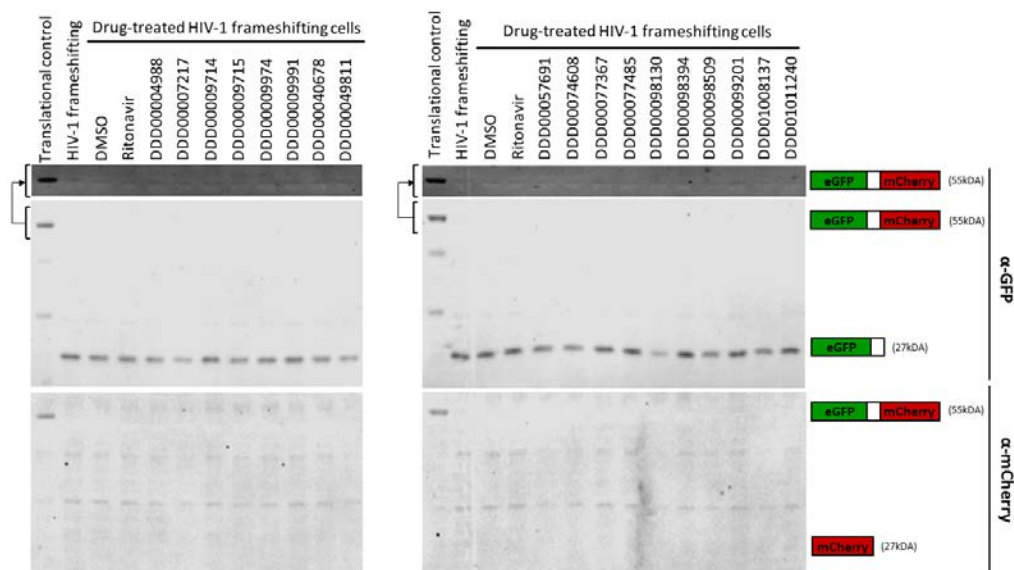 Drug-treated HIV-1 frameshifting cells
Translational control
HIV-1 frameshifting
DMSO
Ritonavir
DDD00004988
DDD00007217
DDD00009714
DDD00009715
DDD00009974
DDD00009991
DDD00040678
DDD00049811
Drug-treated HIV-1 frameshifting cells
Translational control
HIV-1 frameshifting
DMSO
Ritonavir
DDD00057691
DDD00074608
DDD00077367
DDD00077485
DDD00098130
DDD00098394
DDD00098509
DDD00099201
DDD01008137
DDD01011240
eGFP mCherry (55kDA)
eGFP mCherry (55kDA)
eGFP (27kDA)
α-GFP
eGFP mCherry (55kDA)
mCherry (27kDA)
α-mCherry